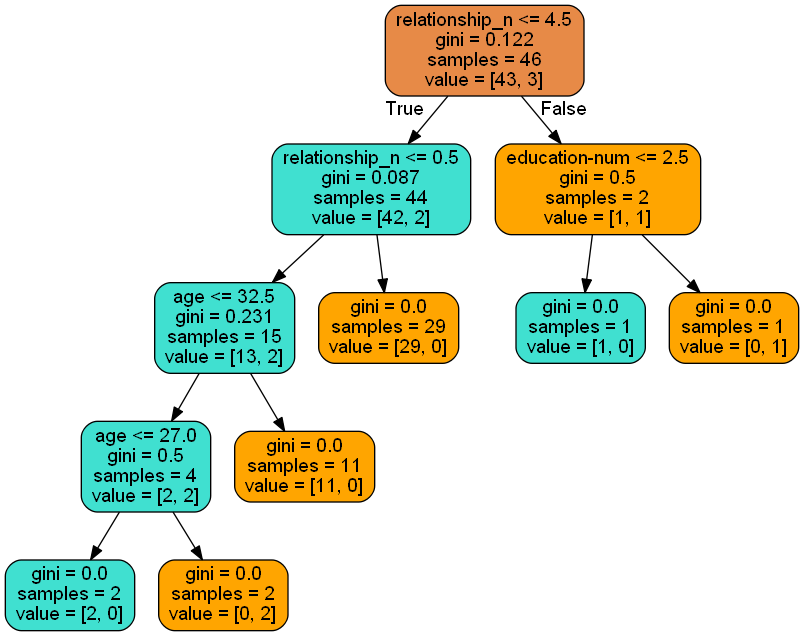 relationship_n <= 4.5
gini = 0.122
samples = 46
value = [43, 3]
True
False
relationship_n <= 0.5
gini = 0.087
samples = 44
value = [42, 2]
education-num <= 2.5
gini = 0.5
samples = 2
value = [1, 1]
age <= 32.5
gini = 0.231
samples = 15
value = [13, 2]
gini = 0.0
samples = 29
value = [29, 0]
gini = 0.0
samples = 1
value = [1, 0]
gini = 0.0
samples = 1
value = [0, 1]
age <= 27.0
gini = 0.5
samples = 4
value = [2, 2]
gini = 0.0
samples = 11
value = [11, 0]
gini = 0.0
samples = 2
value = [2, 0]
gini = 0.0
samples = 2
value = [0, 2]